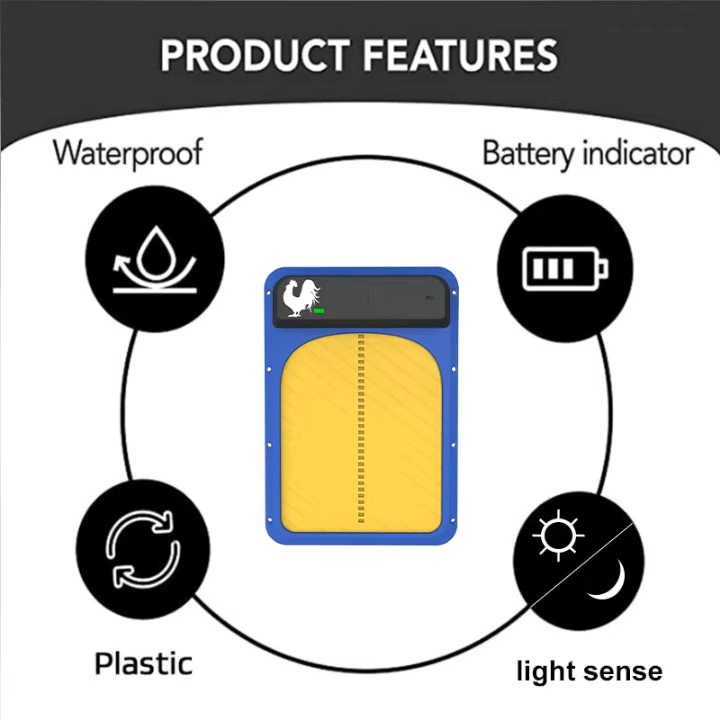 PRODUCT FEATURES
Waterproof
Battery indicator
Plastic
light sense